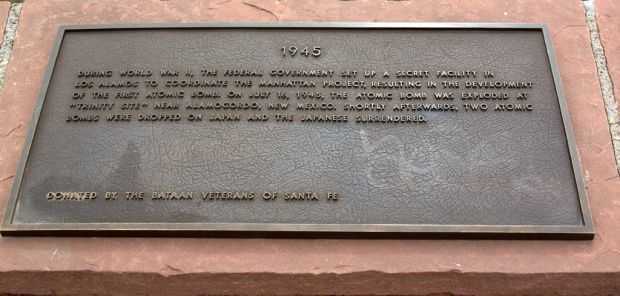 1945
DURING WORLD WAR II, THE FEDERAL GOVERNMENT SET UP A SECRET FACILITY IN
LOS ALAMOS TO COORDINATE THE MANHATTAN PROJECT, RESULTING IN THE DEVELOPMENT
OF THE FIRST ATOMIC BOMB. ON JULY 16, 1945, THE ATOMIC BOMB WAS EXPLODED AT
"TRINITY SITE" NEAR ALAMOGORDO, NEW MEXICO. SHORTLY AFTERWARDS, TWO ATOMIC
BOMBS WERE DROPPED ON JAPAN AND THE JAPANESE SURRENDERED.
DONATED BY, THE BATAAN VETERANS OF SANTA FE